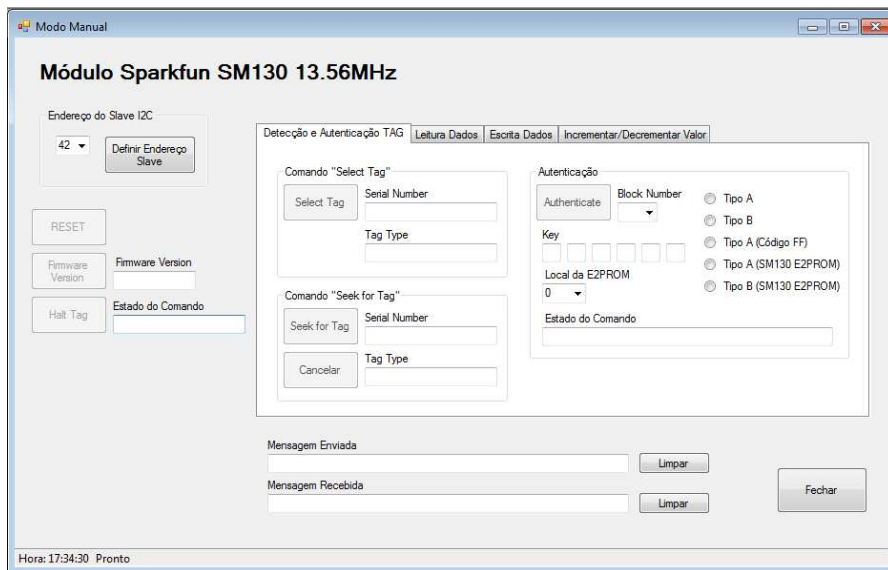 Modo Manual
Módulo Sparkfun SM130 13.56MHz
Endereço do Slave I2C
42
Definir Endereço
Slave
RESET
Firmware
Version
Firmware Version
Halt Tag
Estado do Comando
Detecção e Autenticação TAG
Leitura Dados
Escrita Dados
Incrementar/Decrementar Valor
Comando "Select Tag"
Select Tag
Serial Number
Tag Type
Comando "Seek for Tag"
Seek for Tag
Serial Number
Cancelar
Tag Type
Autenticação
Authenticate
Block Number
Key
Local da E2PROM
0
Tipo A
Tipo B
Tipo A (Código FF)
Tipo A (SM130 E2PROM)
Tipo B (SM130 E2PROM)
Estado do Comando
Mensagem Enviada
Limpar
Mensagem Recebida
Limpar
Fechar
Hora: 17:34:30 Pronto